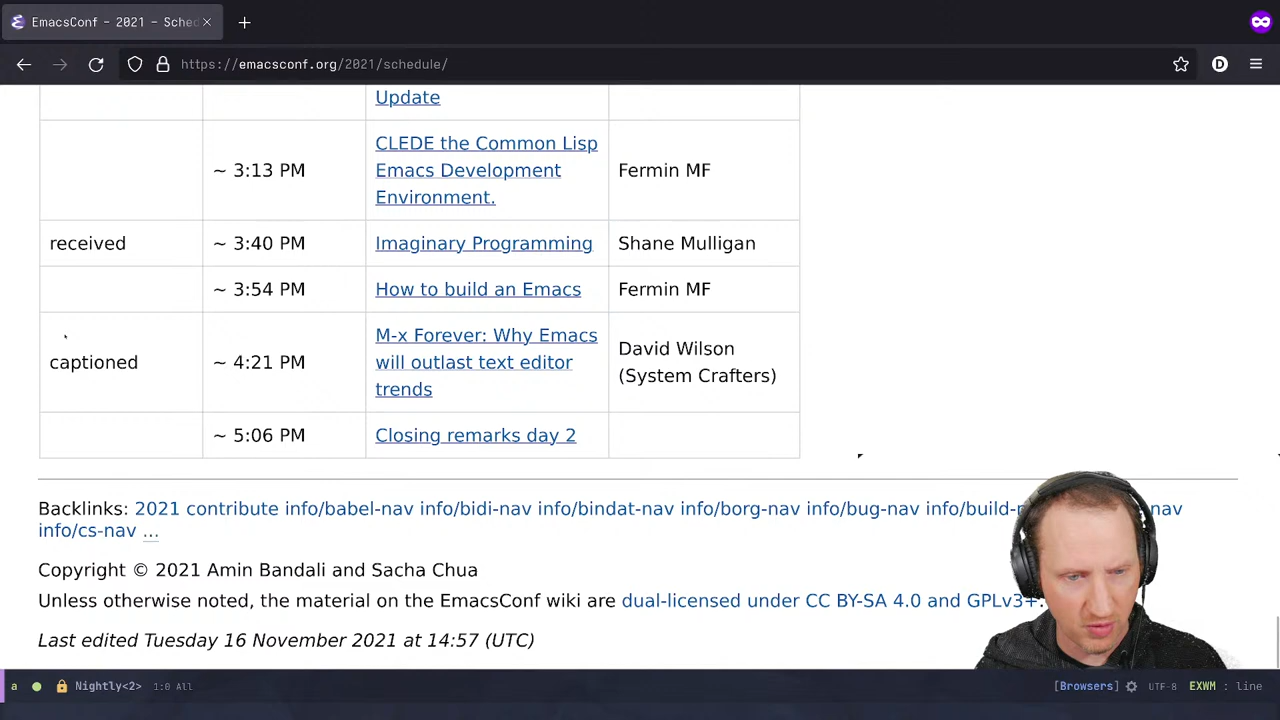 EmacsConf - 2021 - Sched
https://emacsconf.org/2021/schedule/
Update
~ 3:13 PM
CLEDE the Common Lisp
Emacs Development
Environment.
Fermin MF
received
~ 3:40 PM
Imaginary Programming
Shane Mulligan
~ 3:54 PM
How to build an Emacs
Fermin MF
captioned
~ 4:21 PM
M-x Forever: Why Emacs
will outlast text editor
trends
David Wilson
(System Crafters)
~ 5:06 PM
Closing remarks day 2
Backlinks: 2021 contribute info/babel-nav info/bidi-nav info/bindat-nav info/borg-nav info/bug-nav info/build-n nav
info/cs-nav ...
Copyright © 2021 Amin Bandali and Sacha Chua
Unless otherwise noted, the material on the EmacsConf wiki are dual-licensed under CC BY-SA 4.0 and GPLv3+.
Last edited Tuesday 16 November 2021 at 14:57 (UTC)
a Nightly<2> 1:0 All [Browsers] UTF-8 EXWM : line